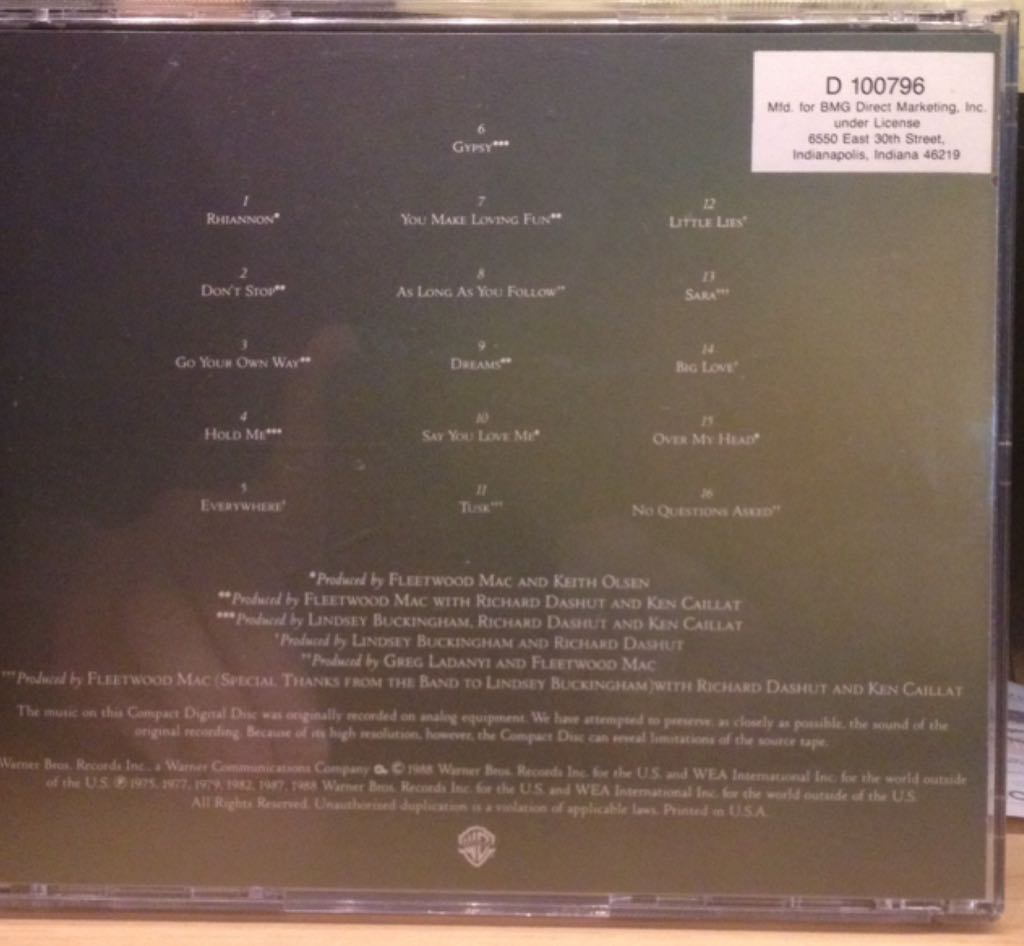 D 100796
Mfd. for BMG Direct Marketing, Inc.
under License
6550 East 30th Street,
Indianapolis, Indiana 46219
1
RHIANNON*
2
DON'T STOP**
3
GO YOUR OWN WAY**
4
HOLD ME***
5
EVERYWHERE†
6
GYPSY***
7
YOU MAKE LOVING FUN**
8
AS LONG AS YOU FOLLOW††
9
DREAMS**
10
SAY YOU LOVE ME*
11
TUSK†††
12
LITTLE LIES†
13
SARA†††
14
BIG LOVE†
15
OVER MY HEAD*
16
NO QUESTIONS ASKED††
*Produced by FLEETWOOD MAC AND KEITH OLSEN
**Produced by FLEETWOOD MAC WITH RICHARD DASHUT AND KEN CAILLAT
***Produced by LINDSEY BUCKINGHAM, RICHARD DASHUT AND KEN CAILLAT
†Produced by LINDSEY BUCKINGHAM AND RICHARD DASHUT
††Produced by GREG LADANYI AND FLEETWOOD MAC
†††Produced by FLEETWOOD MAC (SPECIAL THANKS FROM THE BAND TO LINDSEY BUCKINGHAM)WITH RICHARD DASHUT AND KEN CAILLAT
The music on this Compact Digital Disc was originally recorded on analog equipment. We have attempted to preserve, as closely as possible, the sound of the
original recording. Because of its high resolution, however, the Compact Disc can reveal limitations of the source tape.
Warner Bros. Records Inc., a Warner Communications Company © 1988 Warner Bros. Records Inc. for the U.S. and WEA International Inc. for the world outside
of the U.S. ℗ 1975, 1977, 1979, 1982, 1987, 1988 Warner Bros. Records Inc. for the U.S. and WEA International Inc. for the world outside of the U.S.
All Rights Reserved. Unauthorized duplication is a violation of applicable laws. Printed in U.S.A.
WB